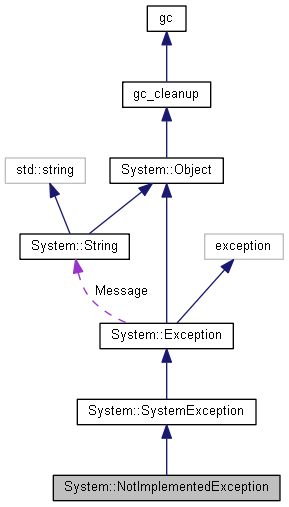 gc
gc_cleanup
std::string
System::Object
System::String
exception
Message
System::Exception
System::SystemException
System::NotImplementedException